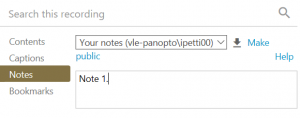 Search this recording
Contents
Your notes (vle-panopto\ipetti00)
Make
Captions
public
Help
Notes
Note 1.
Bookmarks